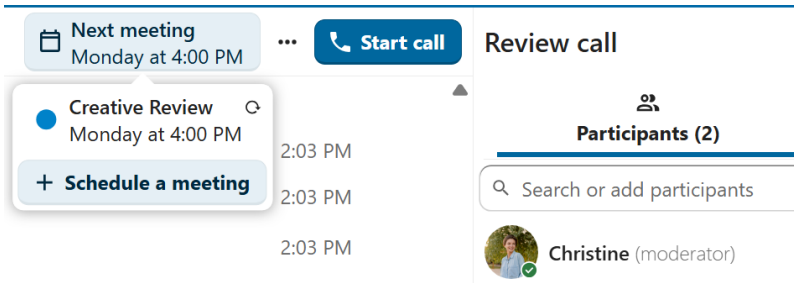 Next meeting
Monday at 4:00 PM
Start call
Review call
Creative Review
Monday at 4:00 PM
Schedule a meeting
2:03 PM
2:03 PM
2:03 PM
Participants (2)
Search or add participants
Christine (moderator)